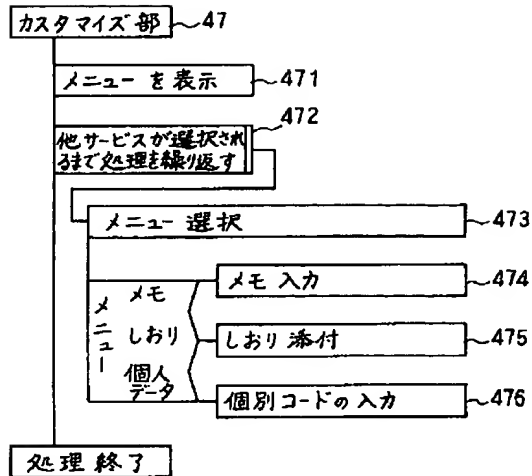 カスタマイズ部 47
メニューを表示 471
472
他サービスが選択され
るまで処理を繰り返す
メニュー選択 473
メモ入力 474
メモ
メニュー
しおり
しおり添付 475
個人
データ
個別コードの入力 476
処理終了